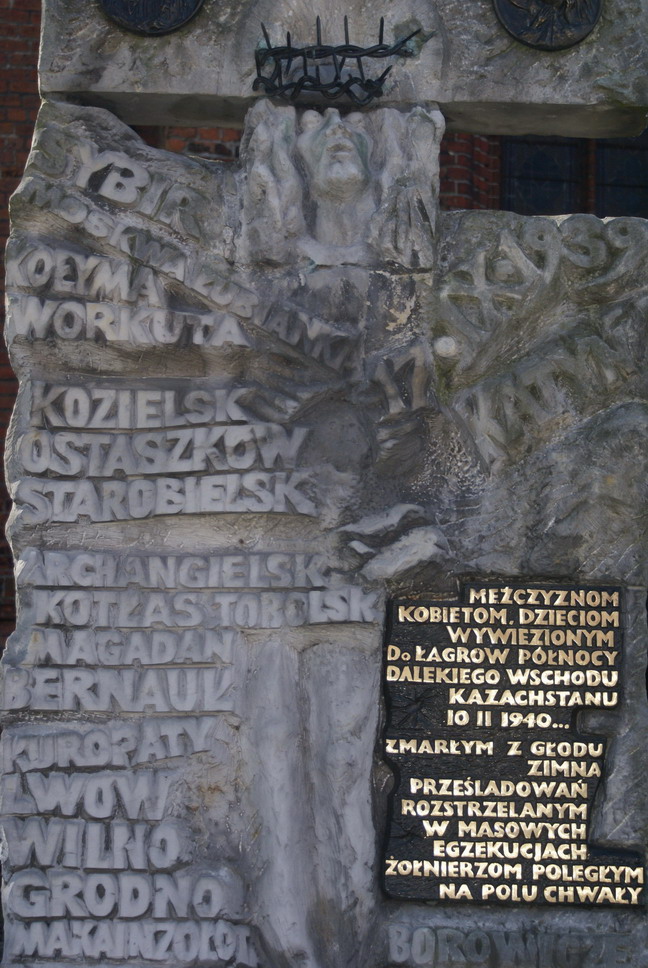 SYBIR
MOSKWA ŁUBIANKA
KOŁYMA
WORKUTA
KOZIELSK
OSTASZKÓW
STAROBIELSK
ARCHANGIELSK
KOTŁAS TOBOLSK
MAGADAN
BERNAUŁ
KUROPATY
LWÓW
WILNO
GRODNO
1939
KATYŃ
MEŻCZYZNOM
KOBIETOM, DZIECIOM
WYWIEZIONYM
Do ŁAGRÓW PÓŁNOCY
DALEKIEGO WSCHODU
KAZACHSTANU
10 II 1940...
ZMARŁYM Z GŁODU
ZIMNA
PRZEŚLADOWAŃ
ROZSTRZELANYM
W MASOWYCH
EGZEKUCJACH
ŻOŁNIERZOM POLEGŁYM
NA POLU CHWAŁY